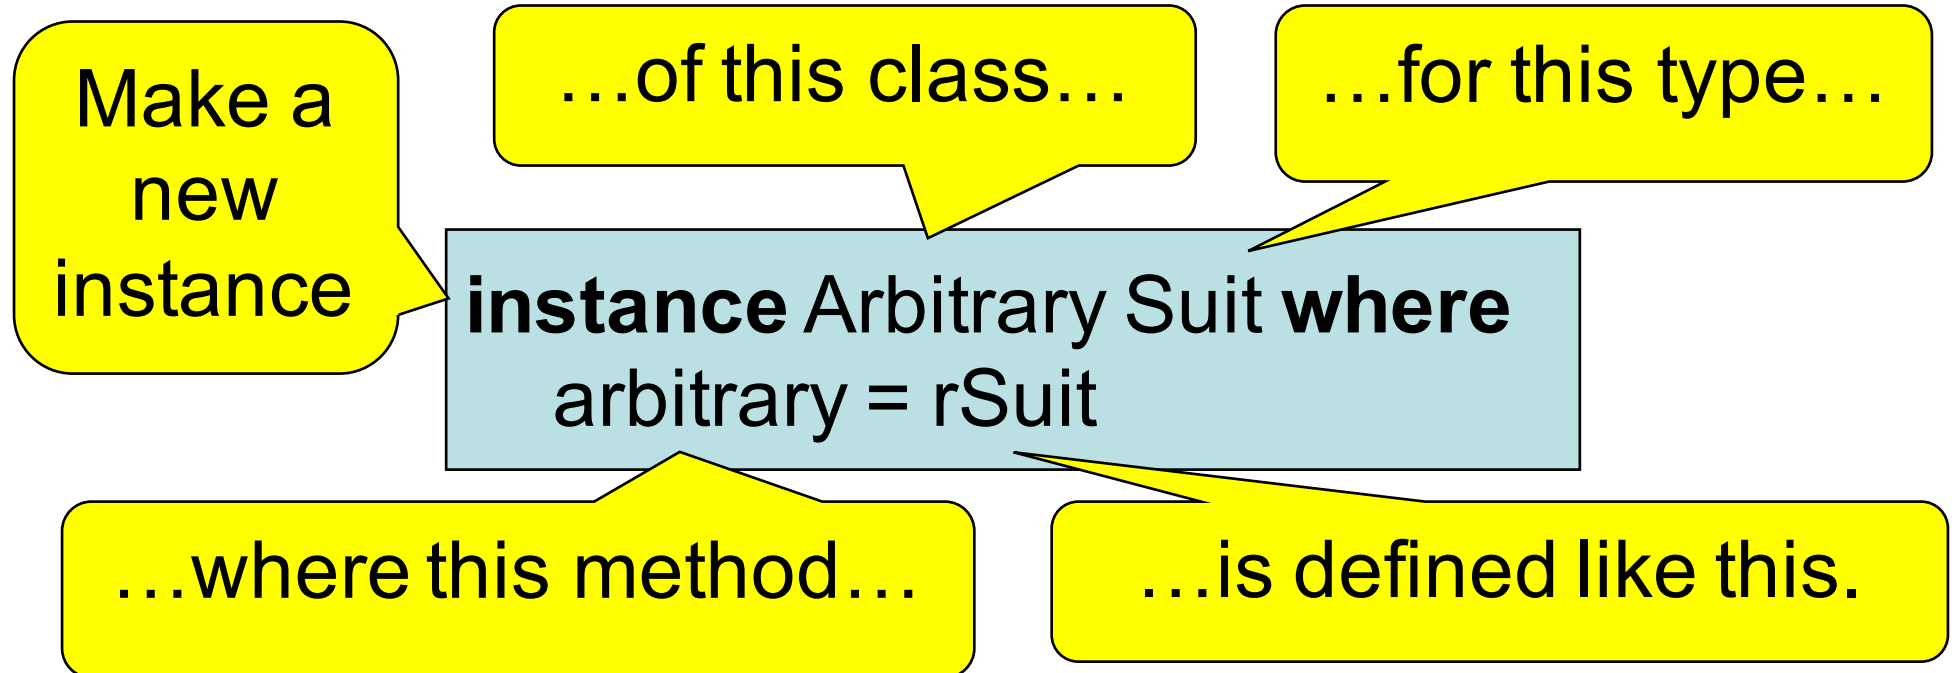 Make a
new
instance
…of this class…
…for this type…
instance Arbitrary Suit where
arbitrary = rSuit
…where this method…
…is defined like this.